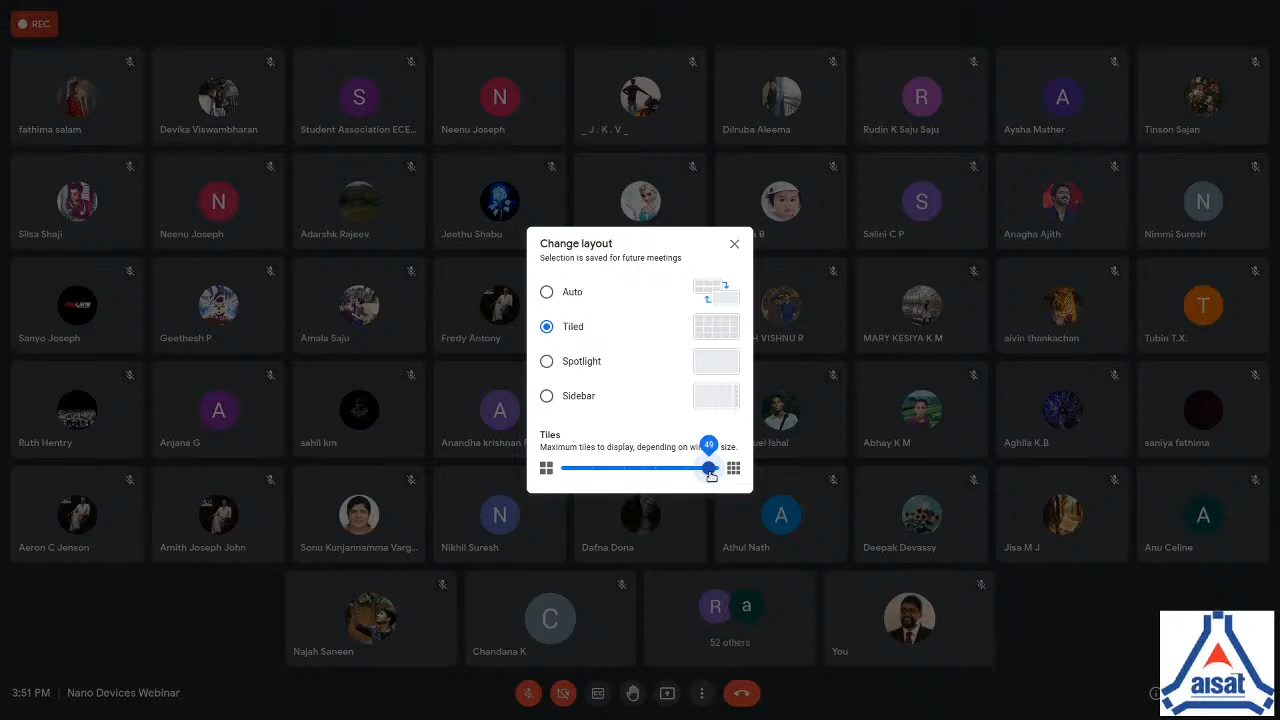 REC
fathima salam
Devika Viswambharan
S
Student Association ECE...
N
Neenu Joseph
_ J . K . V _
Dilruba Aleema
R
Rudin K Saju Saju
A
Aysha Mather
Tinson Sajan
Silsa Shaji
N
Neenu Joseph
Adarshk Rajeev
Jeethu Shabu
B
S
Salini C P
Anagha Ajith
N
Nimmi Suresh
Change layout
Selection is saved for future meetings
Auto
Tiled
Spotlight
Sidebar
Tiles
Maximum tiles to display, depending on size.
49
Sanyo Joseph
Geethesh P
Amala Saju
Fredy Antony
VISHNU R
MARY KESIYA K M
aivin thankachan
T
Tubin T.X.
Ruth Hentry
A
Anjana G
sahil km
A
Anandha krishnan
Ishal
Abhay K M
Aghila K.B
saniya fathima
Aeron C Jenson
Amith Joseph John
Sonu Kunjannamma Varg...
N
Nikhil Suresh
Dafna Dona
A
Athul Nath
Deepak Devassy
Jisa M J
A
Anu Celine
Najah Saneen
C
Chandana K
R
a
52 others
You
3:51 PM | Nano Devices Webinar
aisat